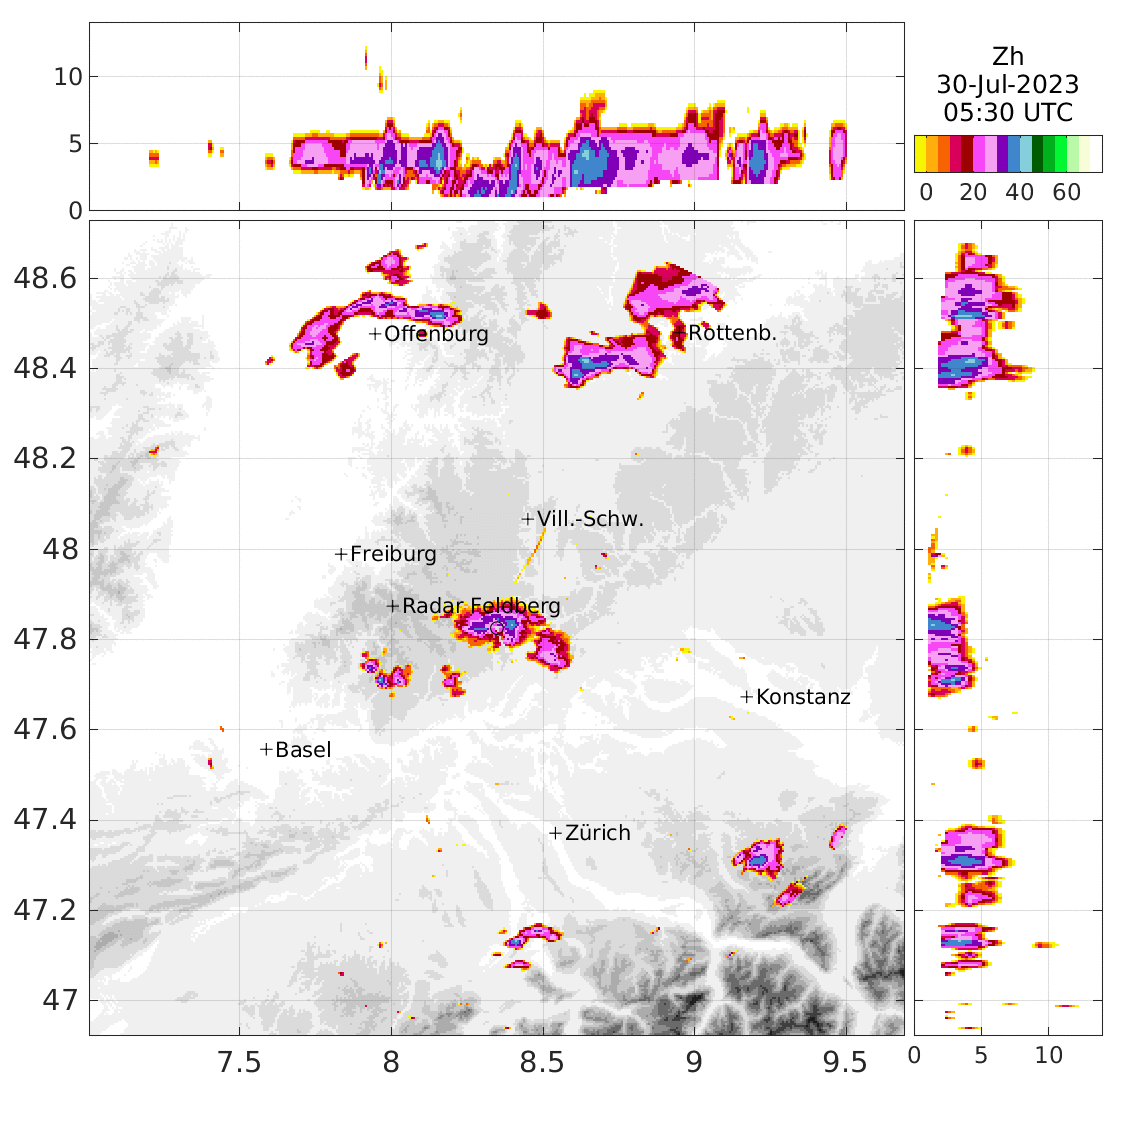 Zh
30-Jul-2023
05:30 UTC
0 20 40 60
10
5
0
48.6
Offenburg
Rottenb.
48.4
48.2
Vill.-Schw.
48
Freiburg
Radar Feldberg
47.8
Konstanz
47.6
Basel
47.4
Zürich
47.2
47
7.5 8 8.5 9 9.5
0 5 10